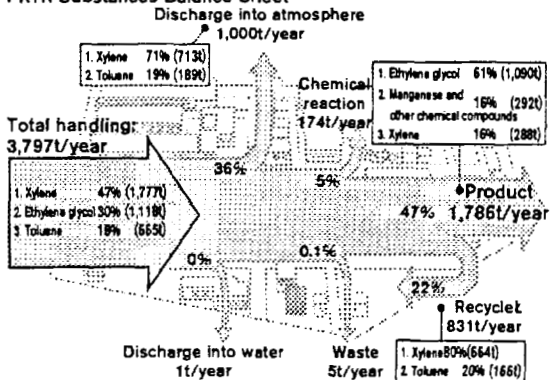 PRTR Substances Balance Sheet
Discharge into atmosphere
1,000t/year
1. Xylene 71% (713t)
2. Toluene 19% (189t)
Chemical
reaction
174t/year
1. Ethylene glycol 61% (1,090t)
2. Manganese and
other chemical compounds 16% (292t)
3. Xylene 16% (288t)
Total handling:
3,797t/year
1. Xylene 47% (1,777t)
2. Ethylene glycol 30% (1,118t)
3. Toluene 18% (665t)
36%
5%
47%
Product
1,786t/year
0%
0.1%
22%
Discharge into water
1t/year
Waste
5t/year
Recycled:
831t/year
1. Xylene 80% (664t)
2. Toluene 20% (166t)